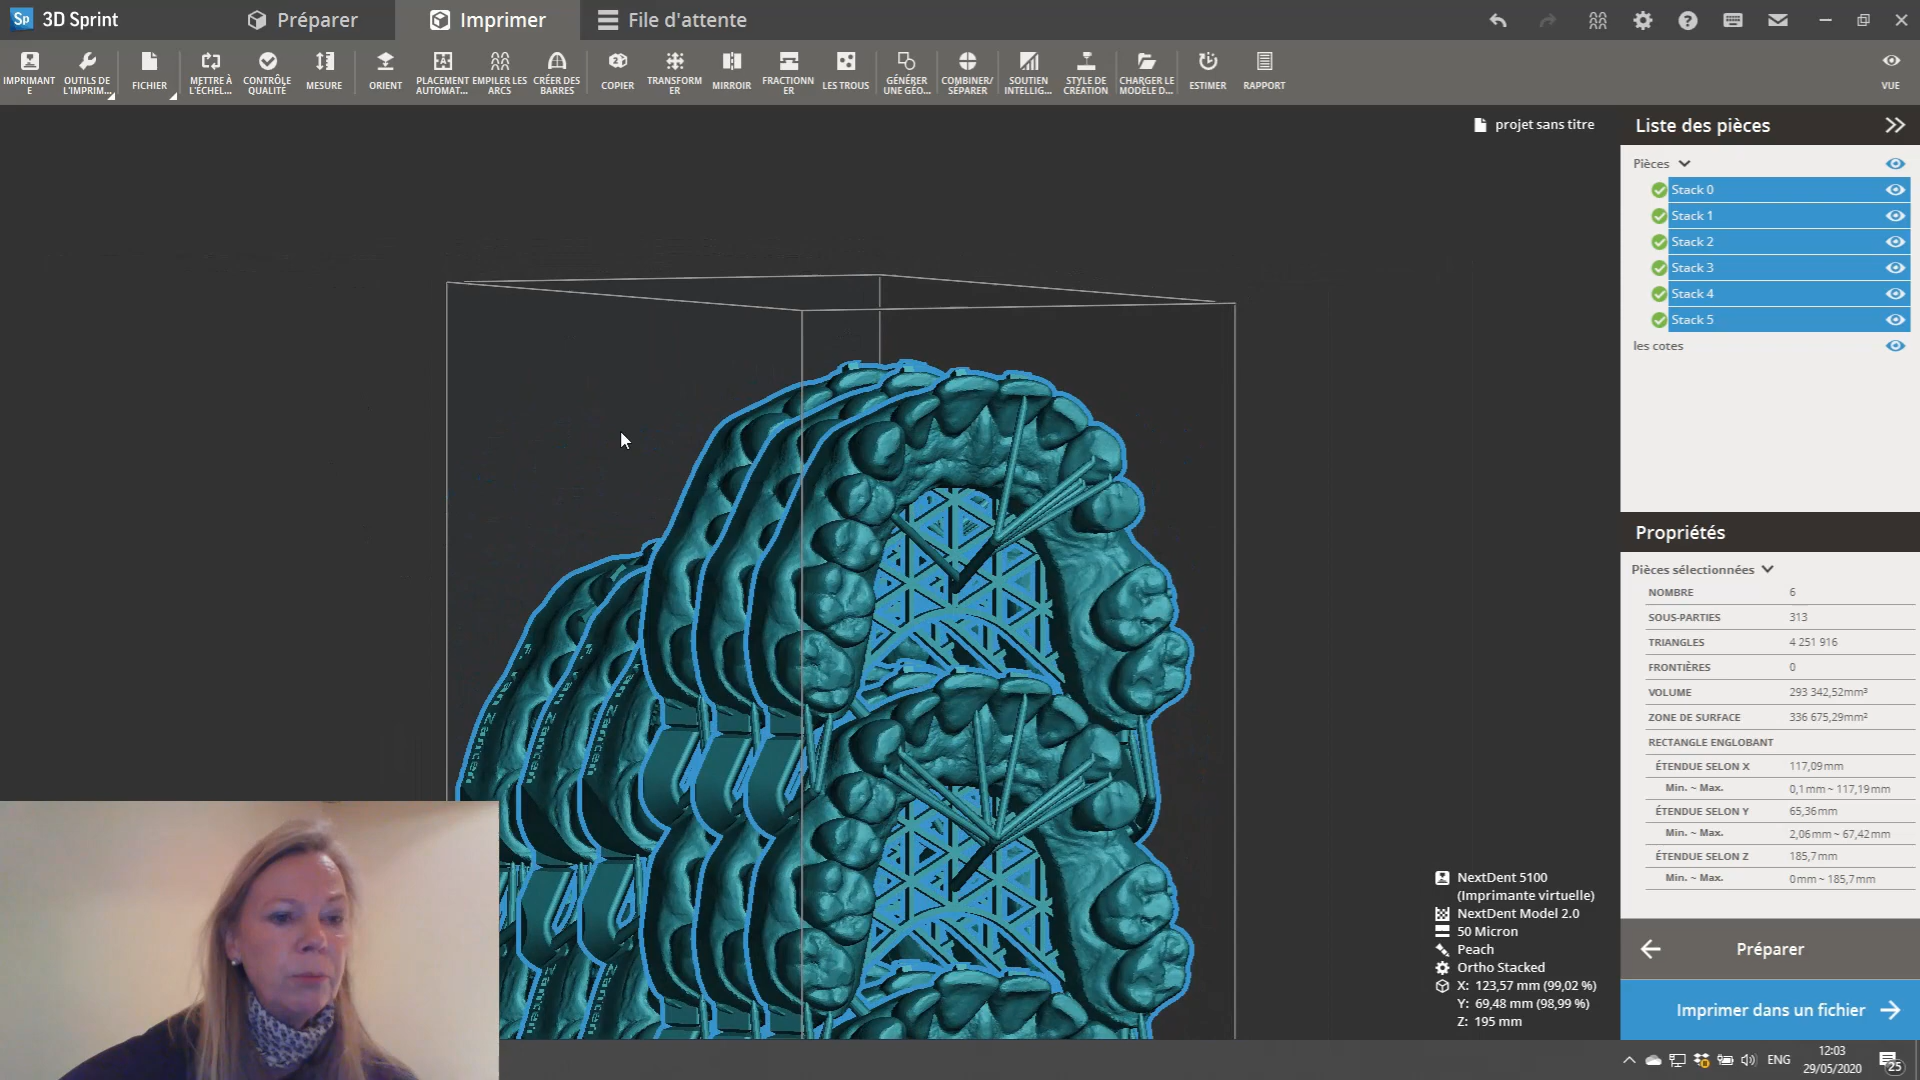 Sp 3D Sprint
Préparer
Imprimer
File d'attente
IMPRIMANT
E
OUTILS DE
L'IMPRIM...
FICHIER
METTRE À
L'ÉCHEL...
CONTRÔLE
QUALITÉ
MESURE
ORIENT
PLACEMENT
AUTOMAT...
EMPILER LES
ARCS
CRÉER DES
BARRES
COPIER
TRANSFORM
ER
MIRROIR
FRACTIONN
ER
LES TROUS
GÉNÉRER
UNE GÉO...
COMBINER/
SÉPARER
SOUTIEN
INTELLIG...
STYLE DE
CRÉATION
CHARGER LE
MODÈLE D...
ESTIMER
RAPPORT
VUE
projet sans titre
Liste des pièces
Pièces
Stack 0
Stack 1
Stack 2
Stack 3
Stack 4
Stack 5
les cotes
Propriétés
Pièces sélectionnées
NOMBRE 6
SOUS-PARTIES 313
TRIANGLES 4 251 916
FRONTIÈRES 0
VOLUME 293 342,52mm³
ZONE DE SURFACE 336 675,29mm²
RECTANGLE ENGLOBANT
ÉTENDUE SELON X 117,09mm
Min. ~ Max. 0,1mm ~ 117,19mm
ÉTENDUE SELON Y 65,36mm
Min. ~ Max. 2,06mm ~ 67,42mm
ÉTENDUE SELON Z 185,7mm
Min. ~ Max. 0mm ~ 185,7mm
NextDent 5100
(Imprimante virtuelle)
NextDent Model 2.0
50 Micron
Peach
Ortho Stacked
X: 123,57 mm (99,02 %)
Y: 69,48 mm (98,99 %)
Z: 195 mm
Préparer
Imprimer dans un fichier
ENG
12:03
29/05/2020
25